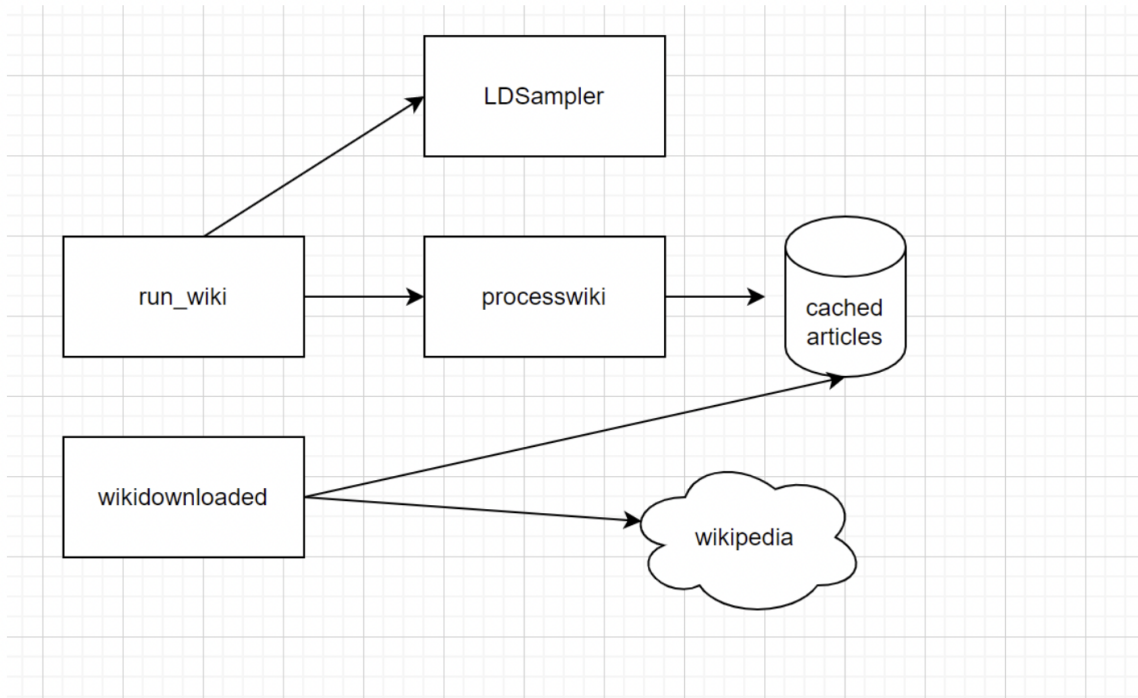 LDSampler
run_wiki
processwiki
cached
articles
wikidownloaded
wikipedia